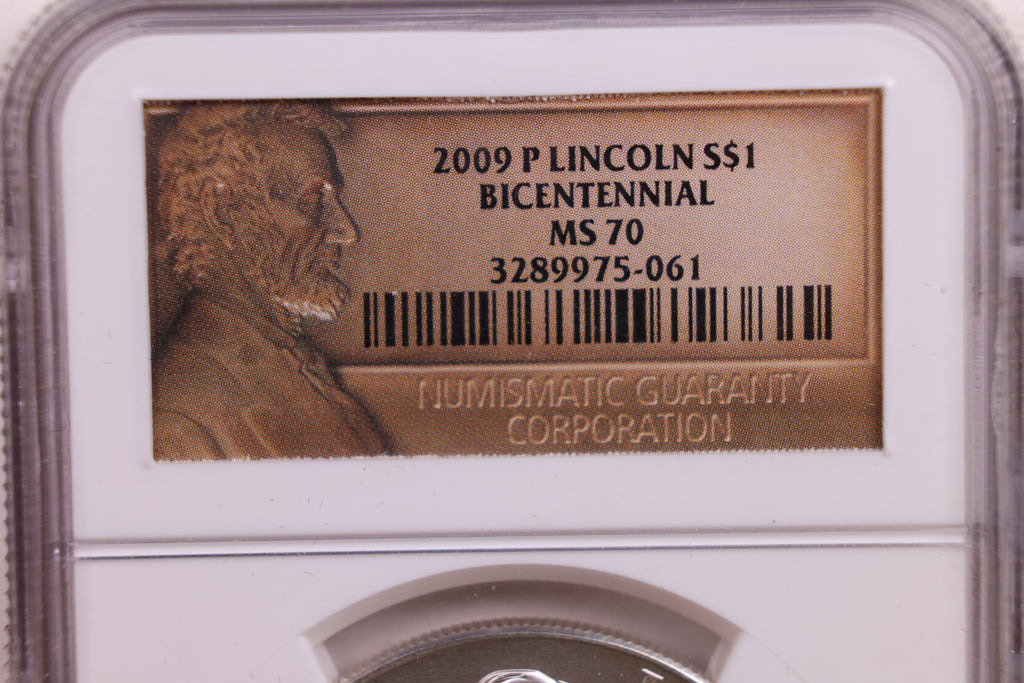 2009 P LINCOLN S$1
BICENTENNIAL
MS 70
3289975-061
NUMISMATIC GUARANTY
CORPORATION